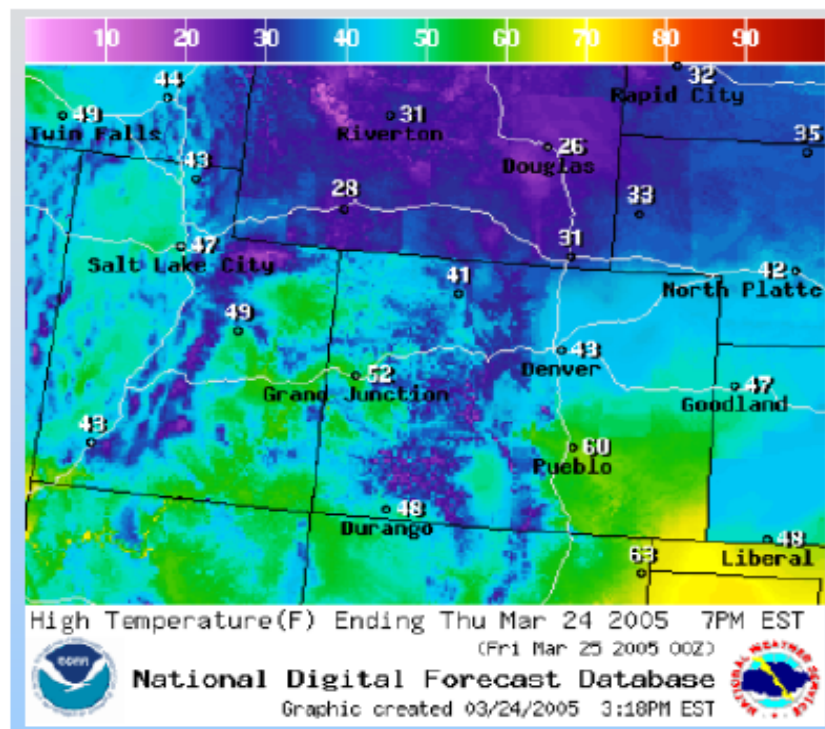 10 20 30 40 50 60 70 80 90
44
32
Rapid City
49
Twin Falls
31
Riverton
26
Douglas
35
43
28
33
47
Salt Lake City
31
41
42
North Platte
49
43
Denver
52
Grand Junction
47
Goodland
43
60
Pueblo
48
Durango
48
Liberal
63
High Temperature(F) Ending Thu Mar 24 2005 7PM EST
(Fri Mar 25 2005 00Z)
National Digital Forecast Database
Graphic created 03/24/2005 3:18PM EST
NATIONAL WEATHER SERVICE